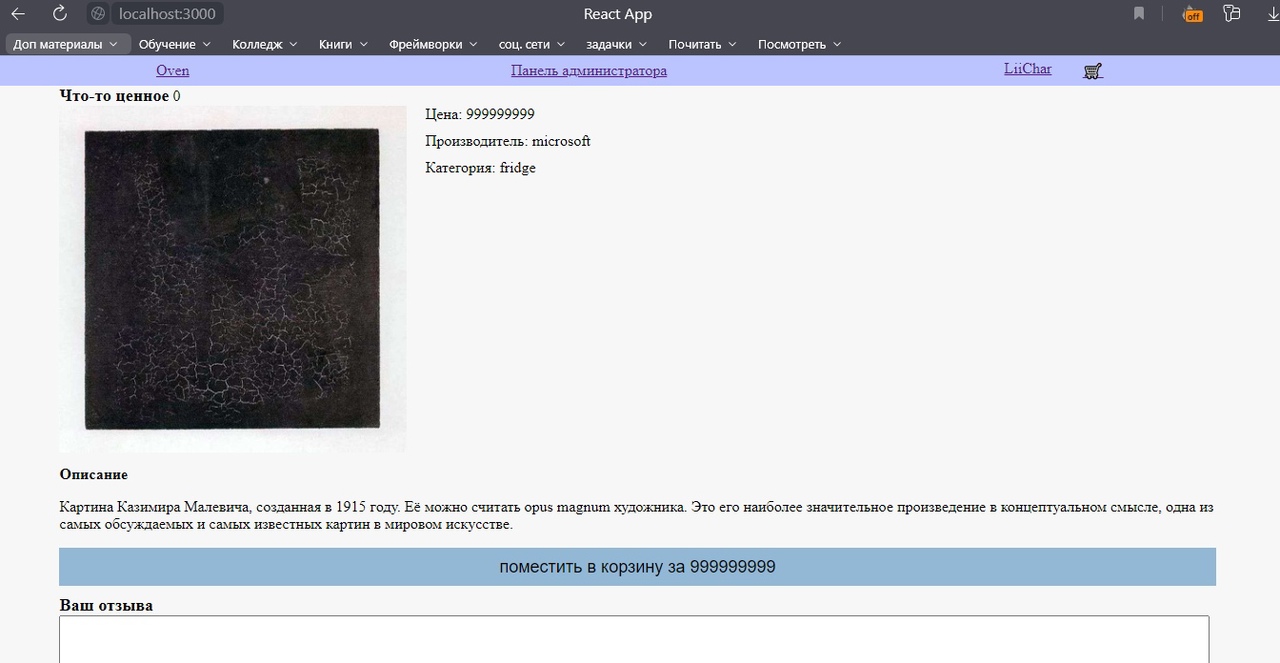 localhost:3000
React App
off
Доп материалы
Обучение
Колледж
Книги
Фреймворки
соц. сети
задачки
Почитать
Посмотреть
Oven
Панель администратора
LiiChar
Что-то ценное 0
Цена: 999999999
Производитель: microsoft
Категория: fridge
Описание
Картина Казимира Малевича, созданная в 1915 году. Её можно считать opus magnum художника. Это его наиболее значительное произведение в концептуальном смысле, одна из
самых обсуждаемых и самых известных картин в мировом искусстве.
поместить в корзину за 999999999
Ваш отзыва